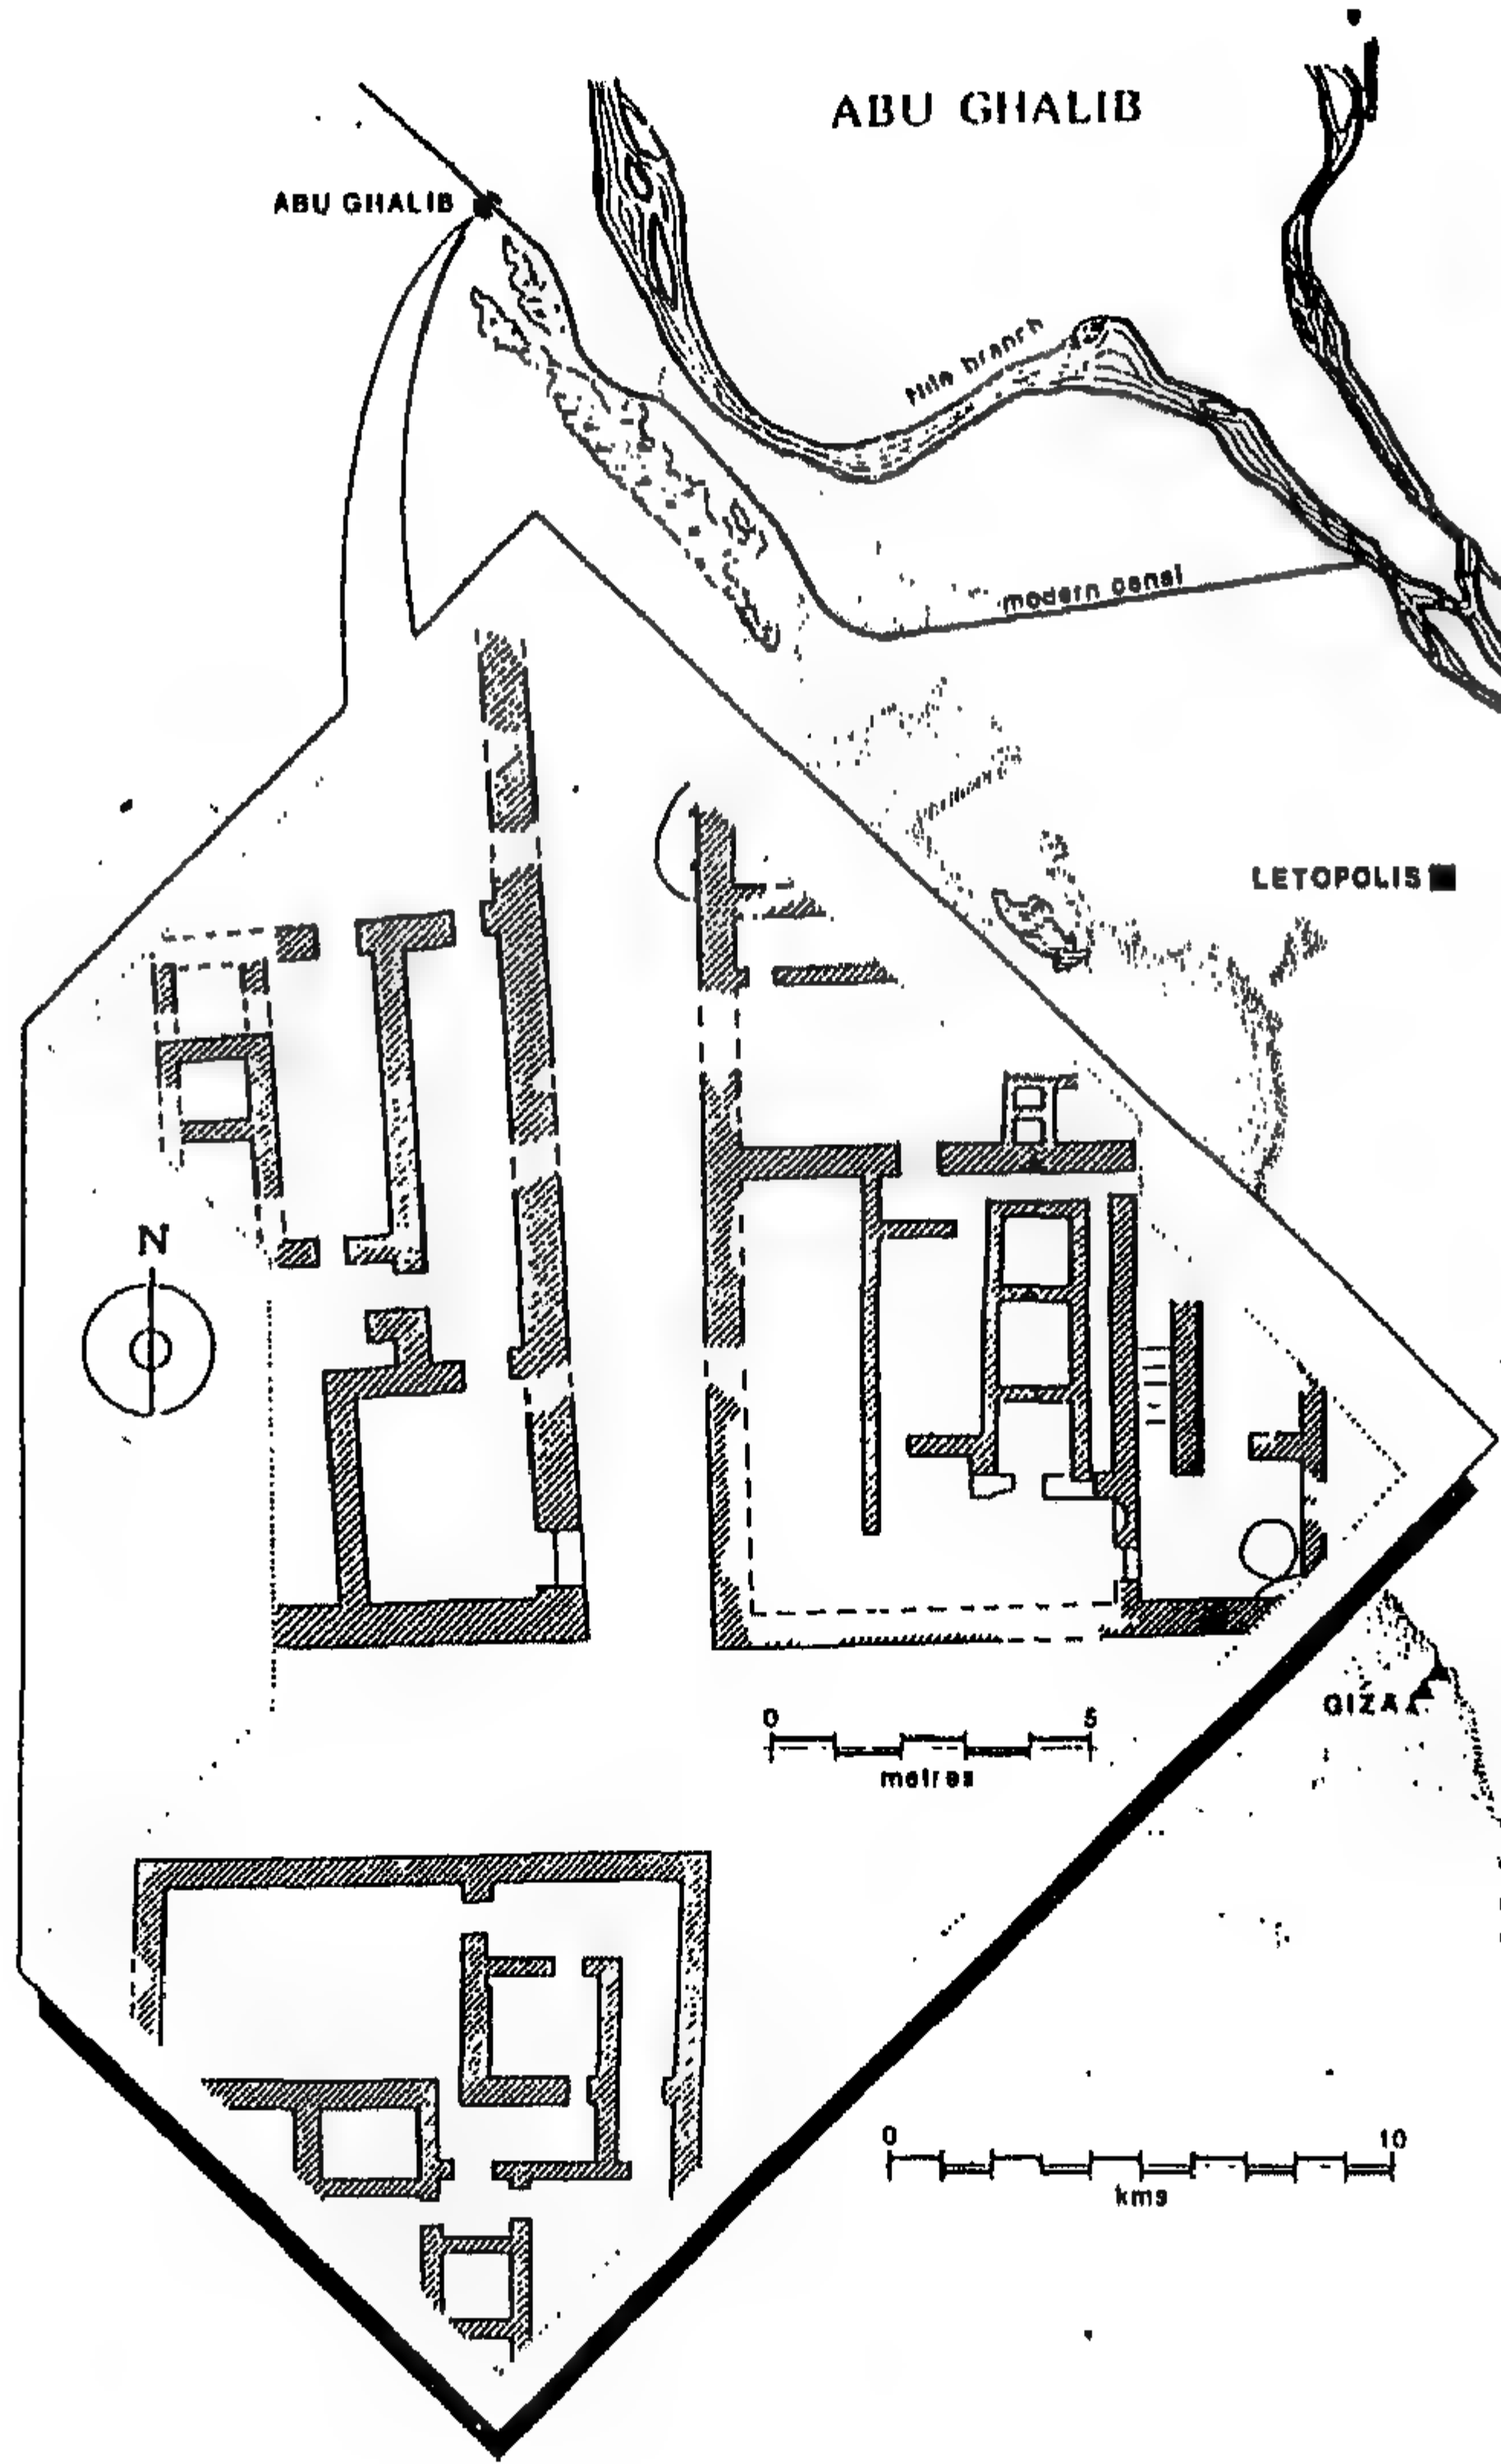 ABU GHALIB
ABU GHALIB
Nile branch
modern canal
LETOPOLIS
N
GIZA
0 5
metres
0 10
kms